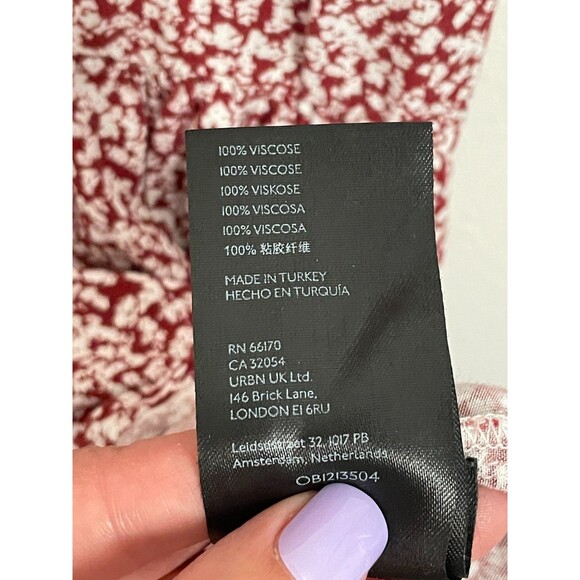 100% VISCOSE
100% VISCOSE
100% VISKOSE
100% VISCOSA
100% VISCOSA
100% 粘胶纤维
MADE IN TURKEY
HECHO EN TURQUÍA
RN 66170
CA 32054
URBN UK Ltd.
146 Brick Lane,
LONDON E1 6RU
Leidsestraat 32, 1017 PB
Amsterdam, Netherlands
OB1213504